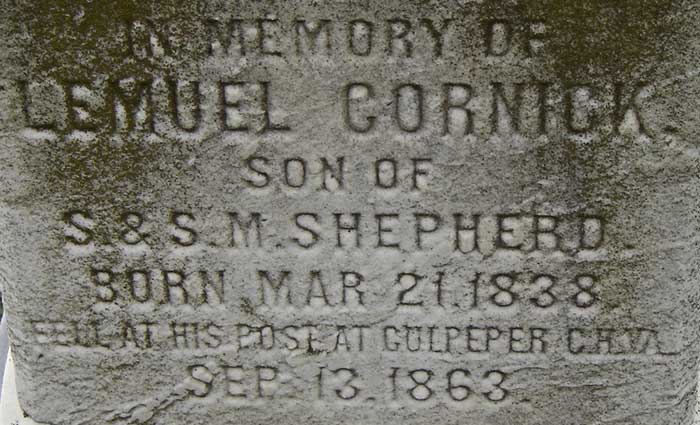 IN MEMORY OF
LEMUEL CORNICK.
SON OF
S. & S. M. SHEPHERD
BORN MAR 21, 1838
FELL AT HIS POST AT CULPEPER C.H. VA.
SEP. 13, 1863